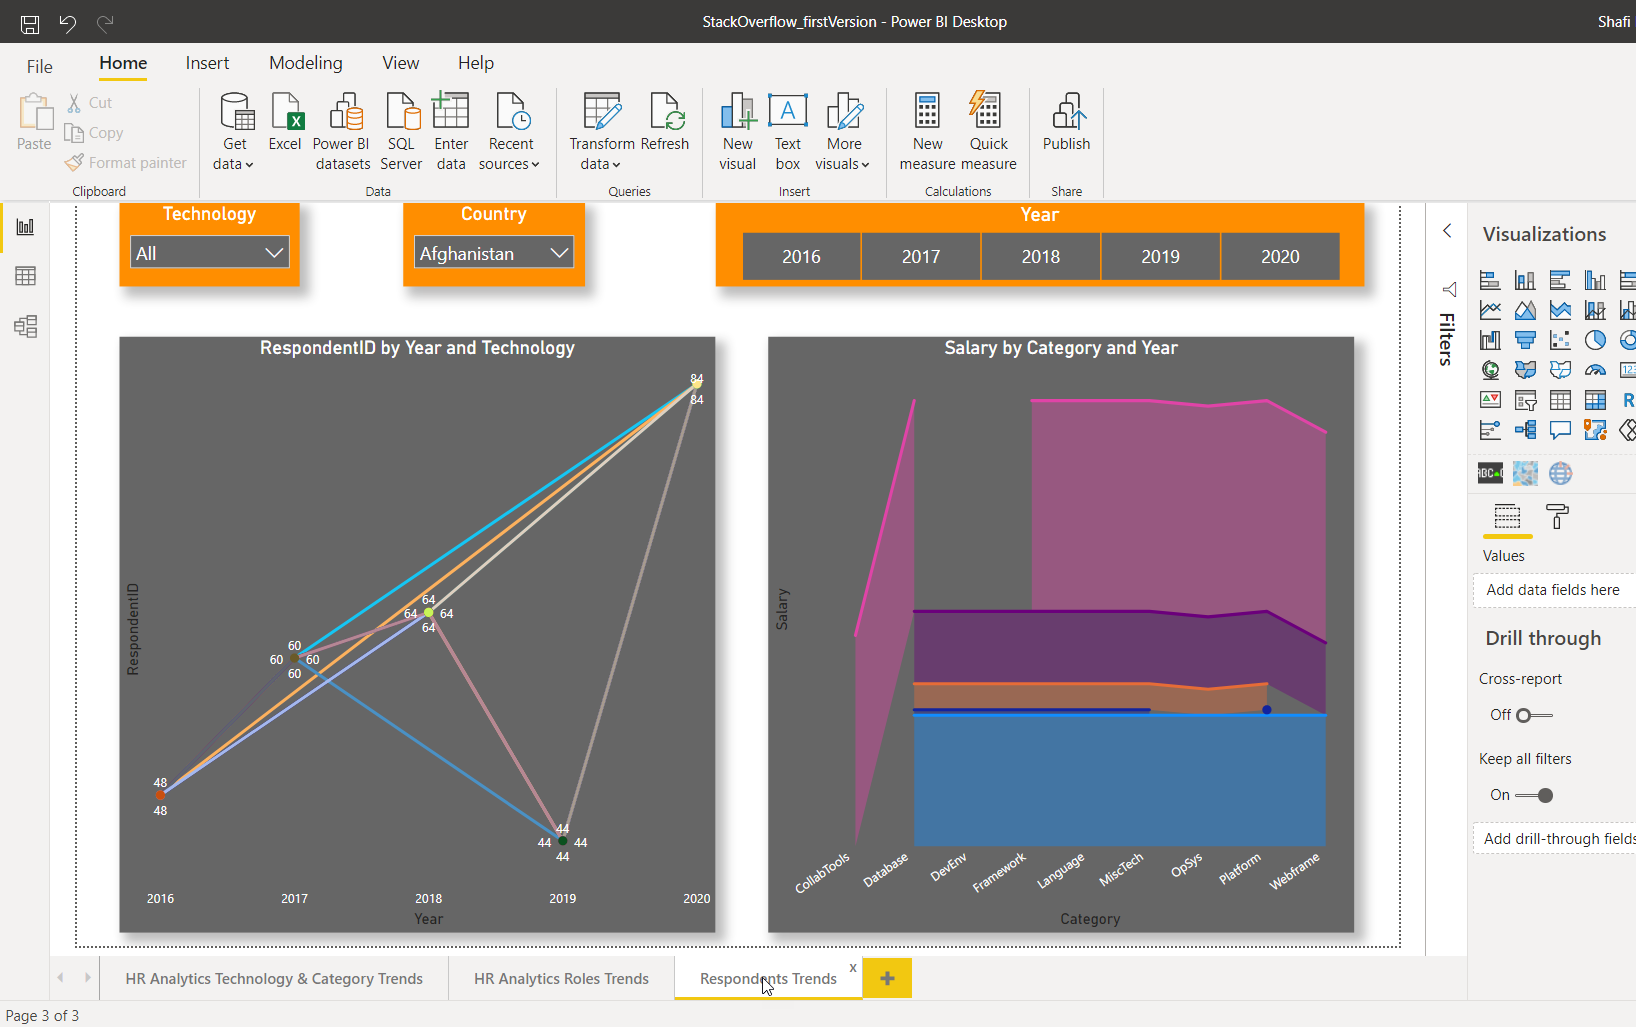 StackOverflow_firstVersion - Power BI Desktop
Shafi
File Home Insert Modeling View Help
Paste
Cut
Copy
Format painter
Clipboard
Get data
Excel
Power BI datasets
SQL Server
Enter data
Recent sources
Data
Transform data
Refresh
Queries
New visual
Text box
More visuals
Insert
New measure
Quick measure
Calculations
Publish
Share
Technology
All
Country
Afghanistan
Year
2016 2017 2018 2019 2020
RespondentID by Year and Technology
RespondentID
84
84
64
64 64
64
60
60 60
60
48
48
44
44 44
44
2016 2017 2018 2019 2020
Year
Salary by Category and Year
Salary
CollabTools Database DevEnv Framework Language MiscTech OpSys Platform Webframe
Category
Filters
Visualizations
123
R
Values
Add data fields here
Drill through
Cross-report
Off
Keep all filters
On
Add drill-through fields
HR Analytics Technology & Category Trends
HR Analytics Roles Trends
Respondents Trends
x
+
Page 3 of 3